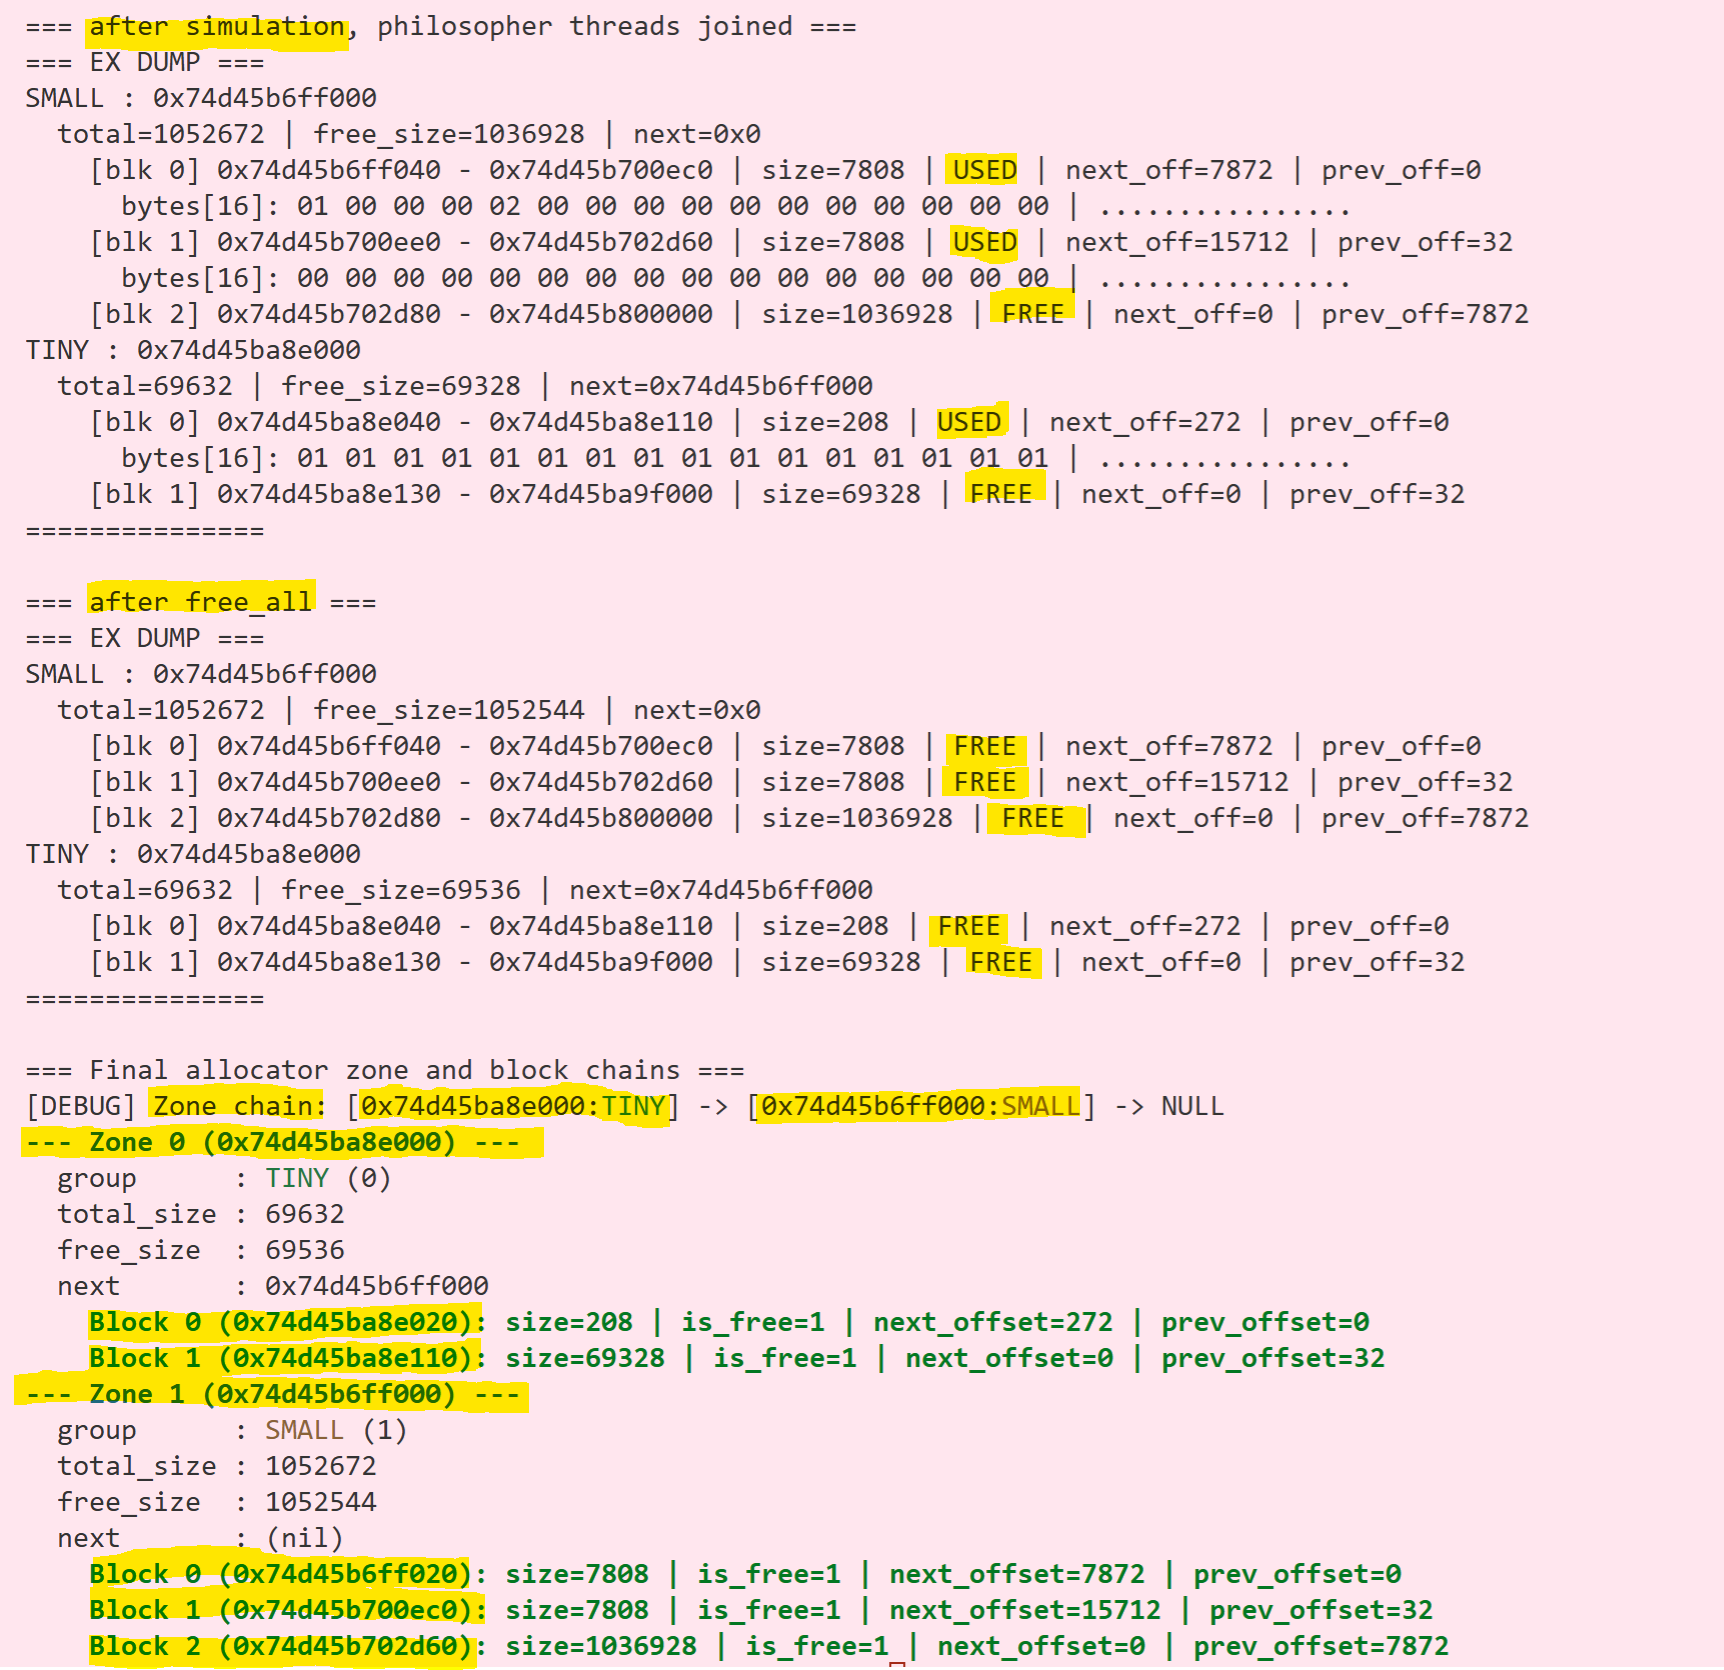 === after simulation, philosopher threads joined ===
=== EX DUMP ===
SMALL : 0x74d45b6ff000
total=1052672 | free_size=1036928 | next=0x0
[blk 0] 0x74d45b6ff040 - 0x74d45b700ec0 | size=7808 | USED | next_off=7872 | prev_off=0
bytes[16]: 01 00 00 00 02 00 00 00 00 00 00 00 00 00 00 00 | ................
[blk 1] 0x74d45b700ee0 - 0x74d45b702d60 | size=7808 | USED | next_off=15712 | prev_off=32
bytes[16]: 00 00 00 00 00 00 00 00 00 00 00 00 00 00 00 00 | ................
[blk 2] 0x74d45b702d80 - 0x74d45b800000 | size=1036928 | FREE | next_off=0 | prev_off=7872
TINY : 0x74d45ba8e000
total=69632 | free_size=69328 | next=0x74d45b6ff000
[blk 0] 0x74d45ba8e040 - 0x74d45ba8e110 | size=208 | USED | next_off=272 | prev_off=0
bytes[16]: 01 01 01 01 01 01 01 01 01 01 01 01 01 01 01 01 | ................
[blk 1] 0x74d45ba8e130 - 0x74d45ba9f000 | size=69328 | FREE | next_off=0 | prev_off=32
===============
=== after free_all ===
=== EX DUMP ===
SMALL : 0x74d45b6ff000
total=1052672 | free_size=1052544 | next=0x0
[blk 0] 0x74d45b6ff040 - 0x74d45b700ec0 | size=7808 | FREE | next_off=7872 | prev_off=0
[blk 1] 0x74d45b700ee0 - 0x74d45b702d60 | size=7808 | FREE | next_off=15712 | prev_off=32
[blk 2] 0x74d45b702d80 - 0x74d45b800000 | size=1036928 | FREE | next_off=0 | prev_off=7872
TINY : 0x74d45ba8e000
total=69632 | free_size=69536 | next=0x74d45b6ff000
[blk 0] 0x74d45ba8e040 - 0x74d45ba8e110 | size=208 | FREE | next_off=272 | prev_off=0
[blk 1] 0x74d45ba8e130 - 0x74d45ba9f000 | size=69328 | FREE | next_off=0 | prev_off=32
===============
=== Final allocator zone and block chains ===
[DEBUG] Zone chain: [0x74d45ba8e000:TINY] -> [0x74d45b6ff000:SMALL] -> NULL
--- Zone 0 (0x74d45ba8e000) ---
group : TINY (0)
total_size : 69632
free_size : 69536
next : 0x74d45b6ff000
Block 0 (0x74d45ba8e020): size=208 | is_free=1 | next_offset=272 | prev_offset=0
Block 1 (0x74d45ba8e110): size=69328 | is_free=1 | next_offset=0 | prev_offset=32
--- Zone 1 (0x74d45b6ff000) ---
group : SMALL (1)
total_size : 1052672
free_size : 1052544
next : (nil)
Block 0 (0x74d45b6ff020): size=7808 | is_free=1 | next_offset=7872 | prev_offset=0
Block 1 (0x74d45b700ec0): size=7808 | is_free=1 | next_offset=15712 | prev_offset=32
Block 2 (0x74d45b702d60): size=1036928 | is_free=1 | next_offset=0 | prev_offset=7872